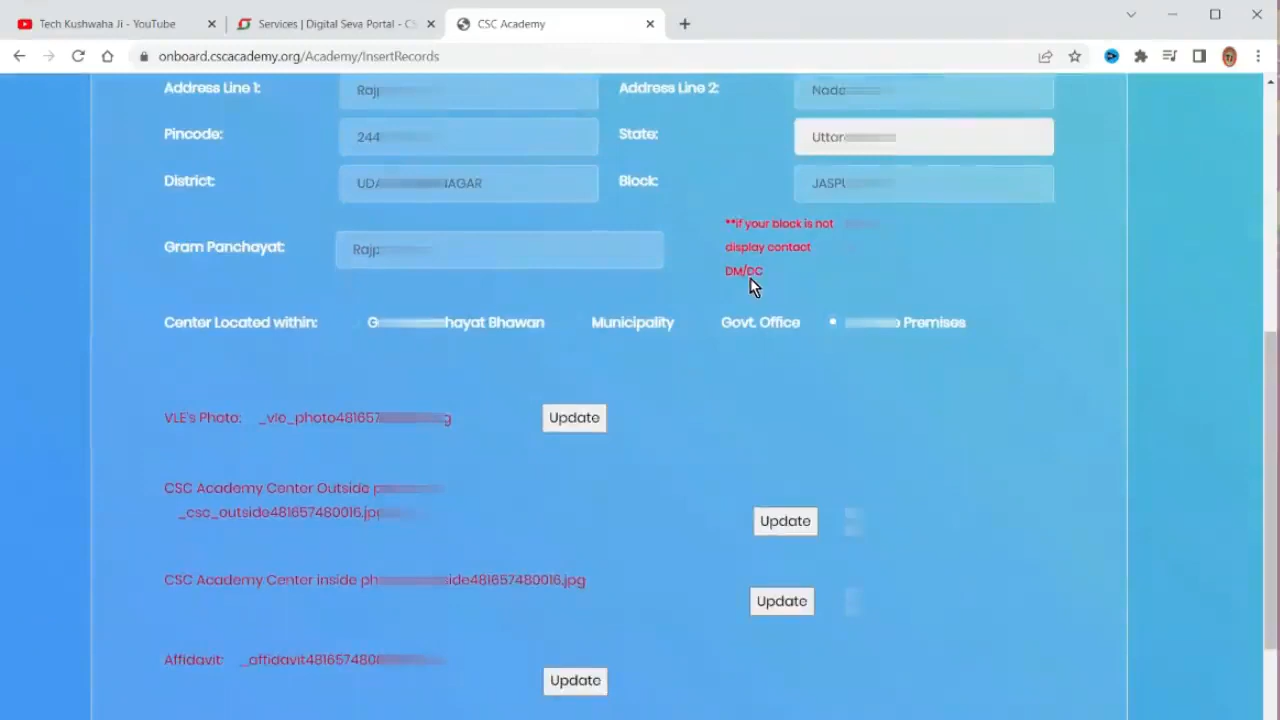 Tech Kushwaha Ji - YouTube
Services | Digital Seva Portal - CS
CSC Academy
onboard.cscacademy.org/Academy/InsertRecords
Address Line 1:
Address Line 2:
Pincode:
244
State:
District:
Block:
**if your block is not
display contact
DM/DC
Gram Panchayat:
Center Located within:
Bhawan
Municipality
Govt. Office
Premises
VLE's Photo:
Update
CSC Academy Center Outside
_csc_outside481657480016.jpg
Update
CSC Academy Center inside
Update
Affidavit:
Update